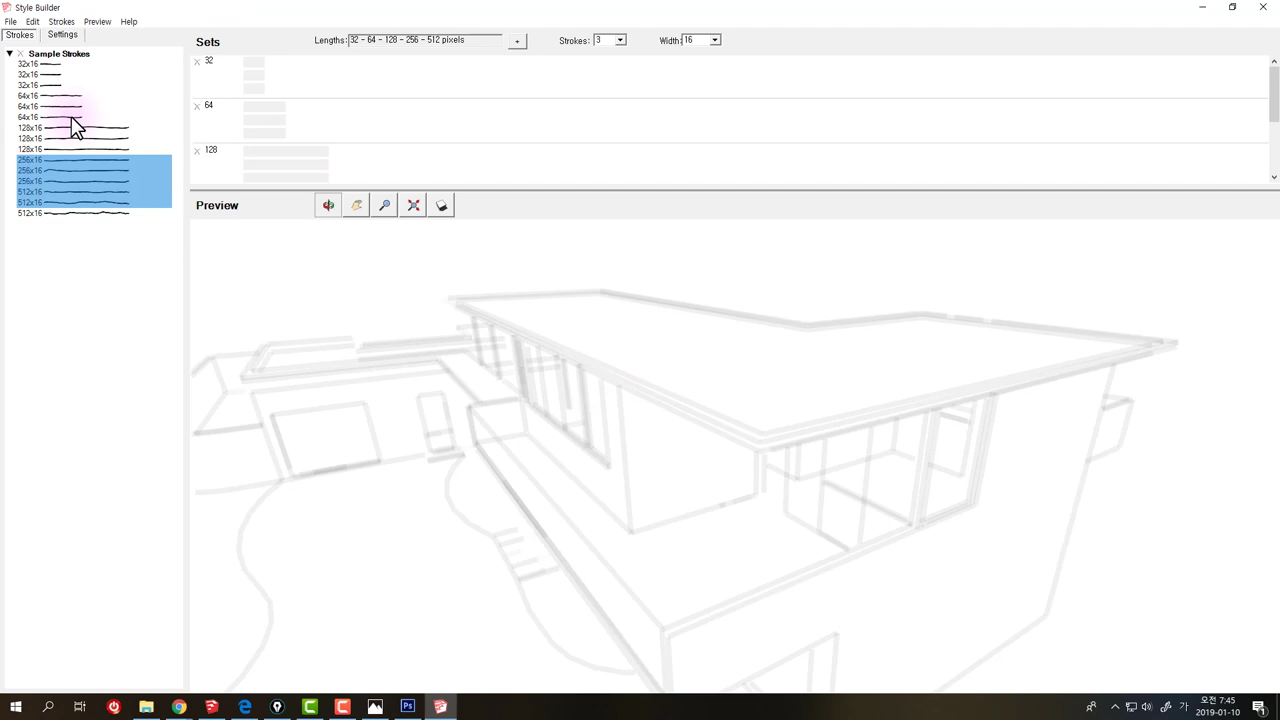 Style Builder
File Edit Strokes Preview Help
Strokes Settings
Sample Strokes
32x16
32x16
32x16
64x16
64x16
64x16
128x16
128x16
128x16
256x16
256x16
256x16
512x16
512x16
512x16
Sets Lengths: 32 - 64 - 128 - 256 - 512 pixels + Strokes: 3 Width: 16
32
64
128
Preview
오전 7:45
2019-01-10